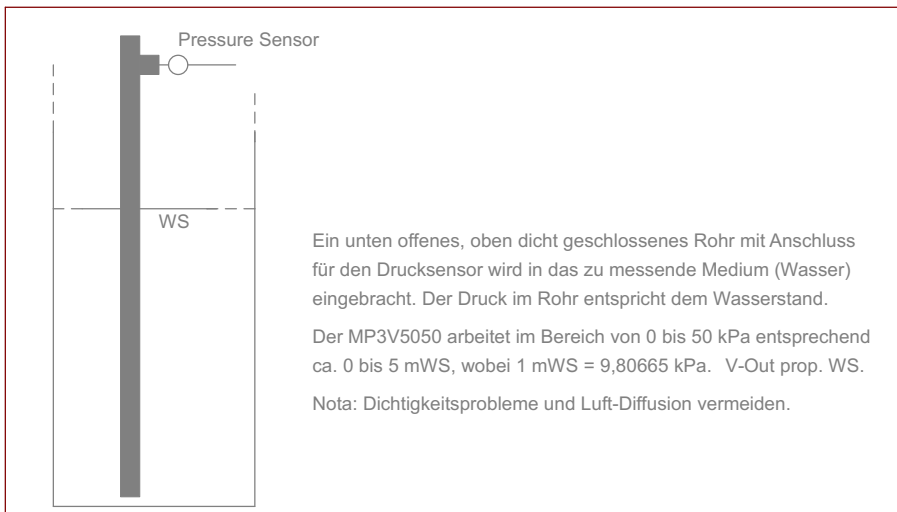 Pressure Sensor
WS
Ein unten offenes, oben dicht geschlossenes Rohr mit Anschluss
für den Drucksensor wird in das zu messende Medium (Wasser)
eingebracht. Der Druck im Rohr entspricht dem Wasserstand.
Der MP3V5050 arbeitet im Bereich von 0 bis 50 kPa entsprechend
ca. 0 bis 5 mWS, wobei 1 mWS = 9,80665 kPa. V-Out prop. WS.
Nota: Dichtigkeitsprobleme und Luft-Diffusion vermeiden.